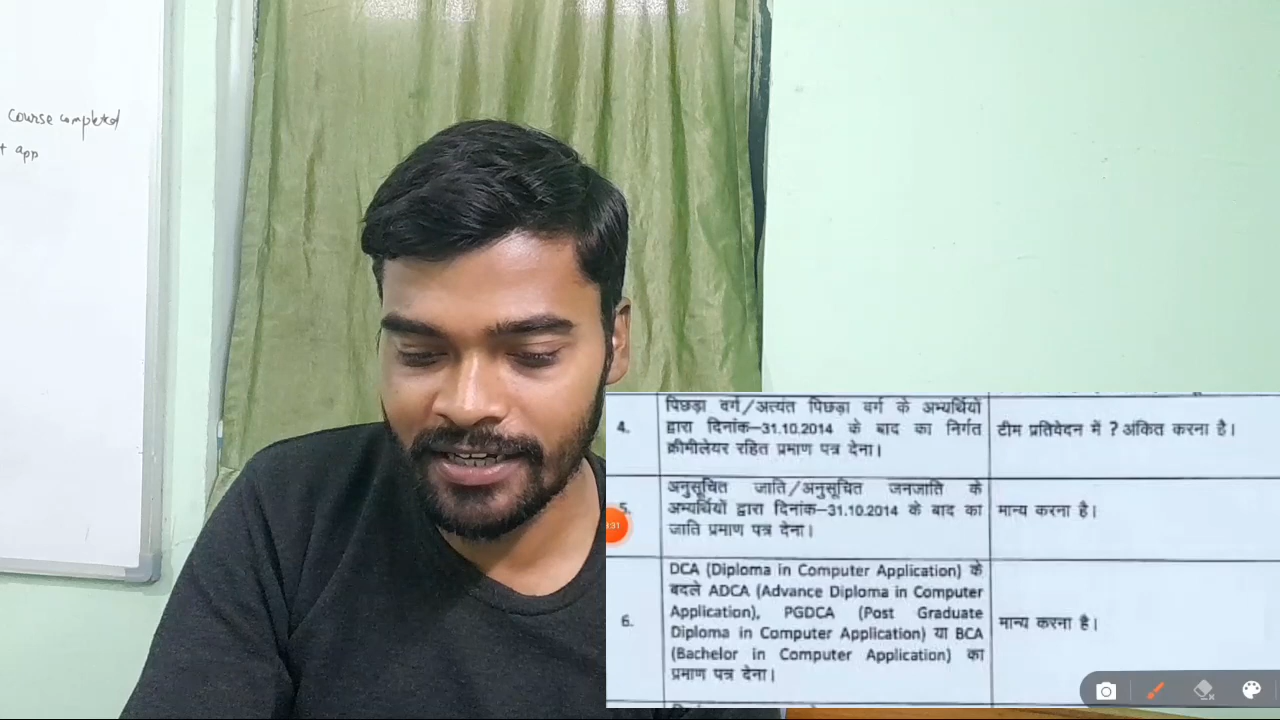 course completed
+ app
4.
पिछड़ा वर्ग/अत्यंत पिछड़ा वर्ग के अभ्यर्थियों
द्वारा दिनांक–31.10.2014 के बाद का निर्गत
क्रीमीलेयर रहित प्रमाण पत्र देना।
टीम प्रतिवेदन में ? अंकित करना है।
5.
अनुसूचित जाति/अनुसूचित जनजाति के
अभ्यर्थियों द्वारा दिनांक–31.10.2014 के बाद का
जाति प्रमाण पत्र देना।
मान्य करना है।
6.
DCA (Diploma in Computer Application) के
बदले ADCA (Advance Diploma in Computer
Application), PGDCA (Post Graduate
Diploma in Computer Application) या BCA
(Bachelor in Computer Application) का
प्रमाण पत्र देना।
मान्य करना है।